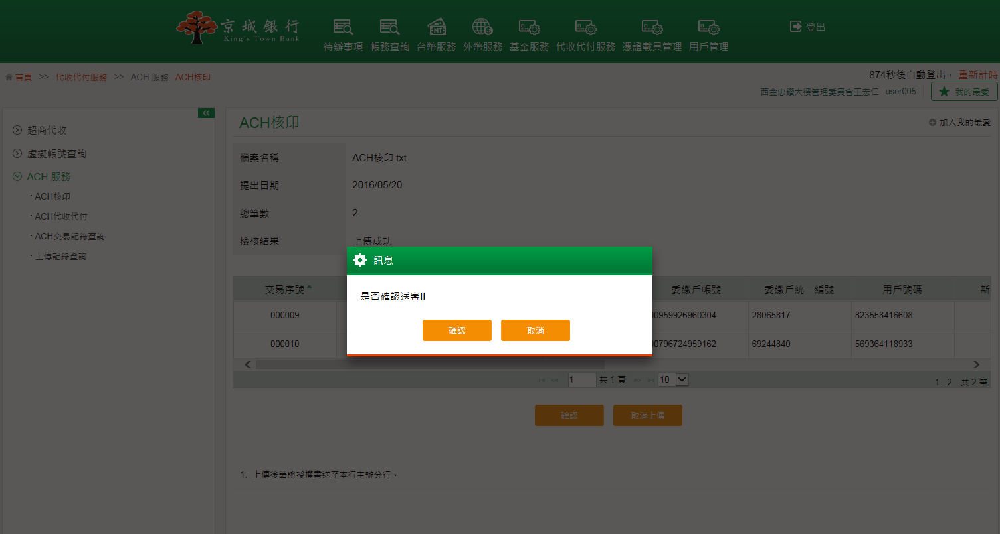 京城銀行
King's Town Bank
待辦事項 帳務查詢 台幣服務 外幣服務 基金服務 代收代付服務 憑證載具管理 用戶管理
登出
首頁 >> 代收代付服務 >> ACH 服務 ACH核印
874秒後自動登出， 重新計時
西金忠鑽大樓管理委員會王宏仁 user005
我的最愛
超商代收
虛擬帳號查詢
ACH 服務
ACH核印
ACH代收代付
ACH交易記錄查詢
上傳記錄查詢
ACH核印
加入我的最愛
檔案名稱 ACH核印.txt
提出日期 2016/05/20
總筆數 2
檢核結果 上傳成功
訊息
是否確認送審!!
確認 取消
交易序號 委繳戶帳號 委繳戶統一編號 用戶號碼 新
000009 00959926960304 28065817 823558416608
000010 00796724959162 69244840 569364118933
1 共 1 頁 10
1 - 2 共 2 筆
確認 取消上傳
1. 上傳後請將授權書送至本行主辦分行。